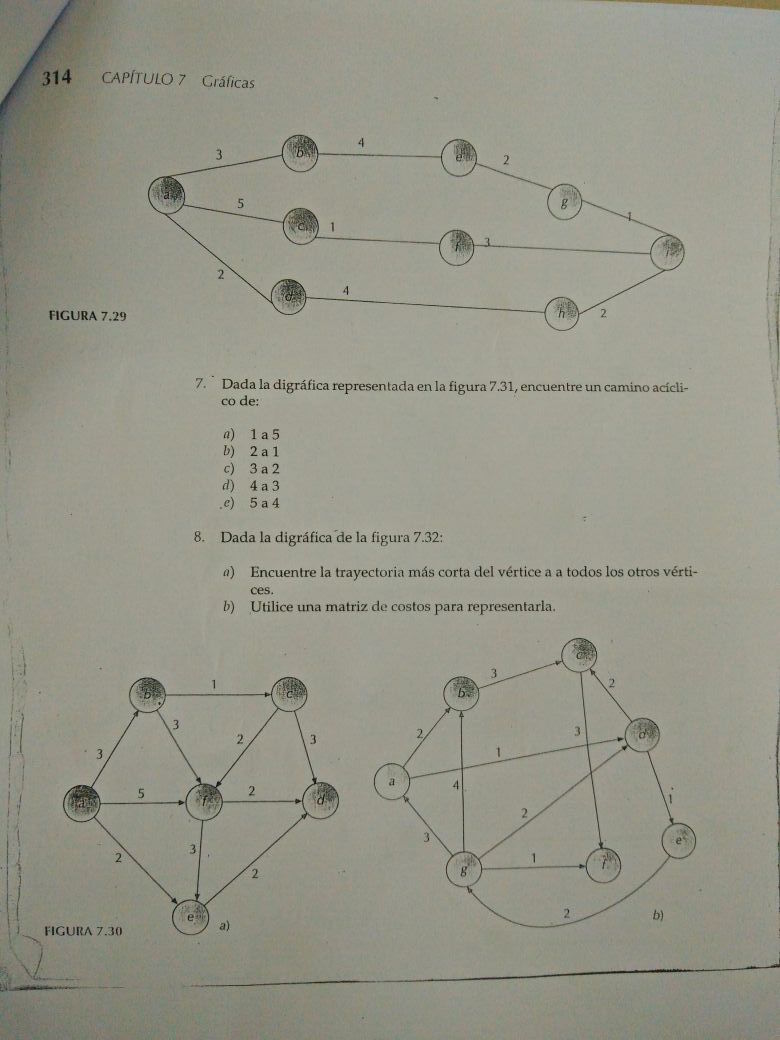 314 CAPÍTULO 7 Gráficas
3
4
2
1
a
b
e
g
5
1
3
c
f
i
2
4
2
d
h
FIGURA 7.29
7. Dada la digráfica representada en la figura 7.31, encuentre un camino acícli-
co de:
a) 1 a 5
b) 2 a 1
c) 3 a 2
d) 4 a 3
e) 5 a 4
8. Dada la digráfica de la figura 7.32:
a) Encuentre la trayectoria más corta del vértice a a todos los otros vérti-
ces.
b) Utilice una matriz de costos para representarla.
b
1
c
3
3
2
3
a
5
f
2
d
2
3
2
e
a)
FIGURA 7.30
c
3
b
2
2
d
1
3
a
4
2
1
3
e
g
1
f
2
b)